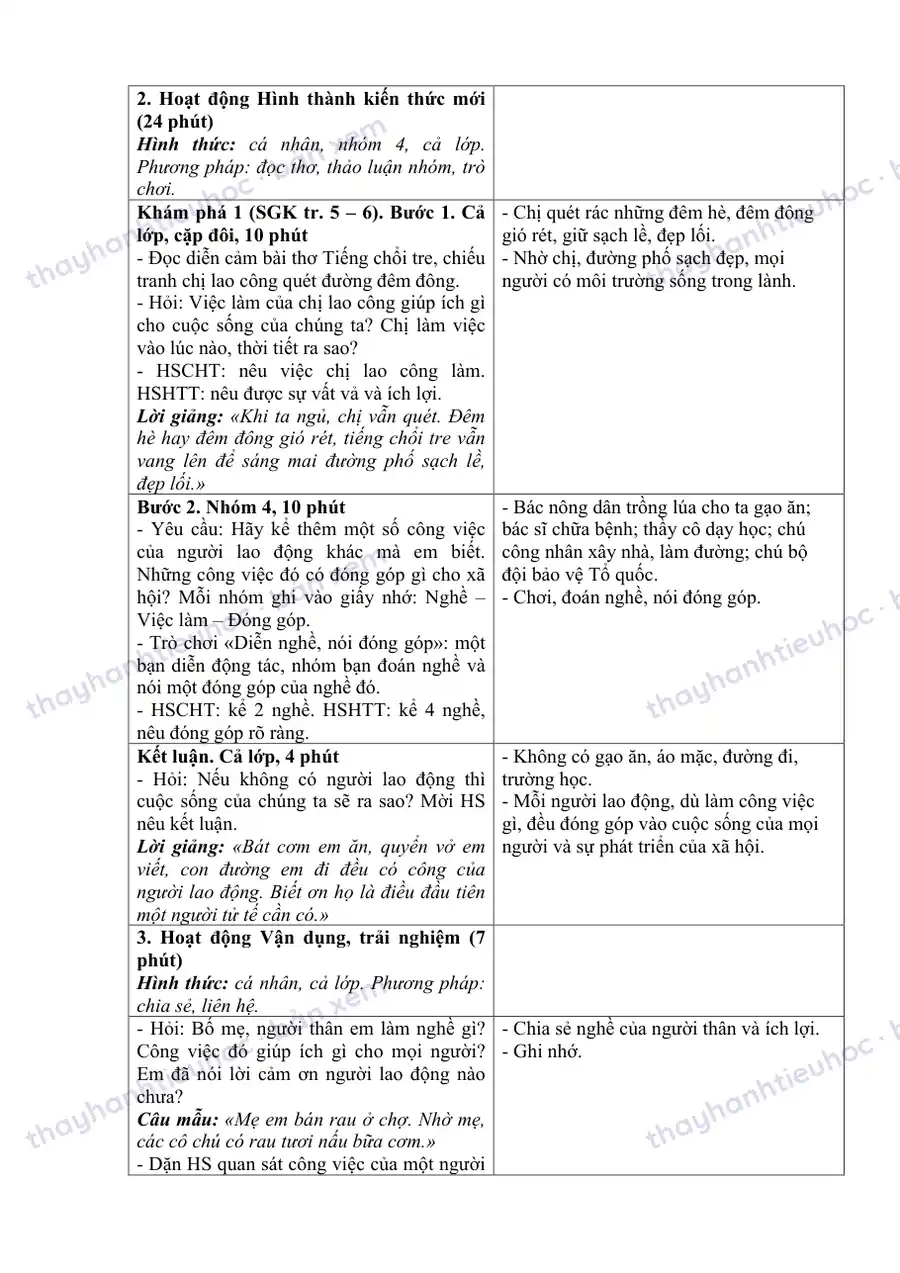 2. Hoạt động Hình thành kiến thức mới
(24 phút)
Hình thức: cá nhân, nhóm 4, cả lớp.
Phương pháp: đọc thơ, thảo luận nhóm, trò
chơi.
Khám phá 1 (SGK tr. 5 – 6). Bước 1. Cả
lớp, cặp đôi, 10 phút
- Đọc diễn cảm bài thơ Tiếng chổi tre, chiếu
tranh chị lao công quét đường đêm đông.
- Hỏi: Việc làm của chị lao công giúp ích gì
cho cuộc sống của chúng ta? Chị làm việc
vào lúc nào, thời tiết ra sao?
- HSCHT: nêu việc chị lao công làm.
HSHTT: nêu được sự vất vả và ích lợi.
Lời giảng: «Khi ta ngủ, chị vẫn quét. Đêm
hè hay đêm đông gió rét, tiếng chổi tre vẫn
vang lên để sáng mai đường phố sạch lề,
đẹp lối.»
- Chị quét rác những đêm hè, đêm đông
gió rét, giữ sạch lề, đẹp lối.
- Nhờ chị, đường phố sạch đẹp, mọi
người có môi trường sống trong lành.
Bước 2. Nhóm 4, 10 phút
- Yêu cầu: Hãy kể thêm một số công việc
của người lao động khác mà em biết.
Những công việc đó có đóng góp gì cho xã
hội? Mỗi nhóm ghi vào giấy nhớ: Nghề –
Việc làm – Đóng góp.
- Trò chơi «Diễn nghề, nói đóng góp»: một
bạn diễn động tác, nhóm bạn đoán nghề và
nói một đóng góp của nghề đó.
- HSCHT: kể 2 nghề. HSHTT: kể 4 nghề,
nêu đóng góp rõ ràng.
- Bác nông dân trồng lúa cho ta gạo ăn;
bác sĩ chữa bệnh; thầy cô dạy học; chú
công nhân xây nhà, làm đường; chú bộ
đội bảo vệ Tổ quốc.
- Chơi, đoán nghề, nói đóng góp.
Kết luận. Cả lớp, 4 phút
- Hỏi: Nếu không có người lao động thì
cuộc sống của chúng ta sẽ ra sao? Mời HS
nêu kết luận.
Lời giảng: «Bát cơm em ăn, quyển vở em
viết, con đường em đi đều có công của
người lao động. Biết ơn họ là điều đầu tiên
một người tử tế cần có.»
- Không có gạo ăn, áo mặc, đường đi,
trường học.
- Mỗi người lao động, dù làm công việc
gì, đều đóng góp vào cuộc sống của mọi
người và sự phát triển của xã hội.
3. Hoạt động Vận dụng, trải nghiệm (7
phút)
Hình thức: cá nhân, cả lớp. Phương pháp:
chia sẻ, liên hệ.
- Hỏi: Bố mẹ, người thân em làm nghề gì?
Công việc đó giúp ích gì cho mọi người?
Em đã nói lời cảm ơn người lao động nào
chưa?
Câu mẫu: «Mẹ em bán rau ở chợ. Nhờ mẹ,
các cô chú có rau tươi nấu bữa cơm.»
- Dặn HS quan sát công việc của một người
- Chia sẻ nghề của người thân và ích lợi.
- Ghi nhớ.
thayhanhtieuhoc · bản xem
thayhanhtieuhoc · b
thayhanhtieuhoc · bản xem
thayhanhtieuhoc · b
thayhanhtieuhoc · bản xem
thayhanhtieuhoc · b